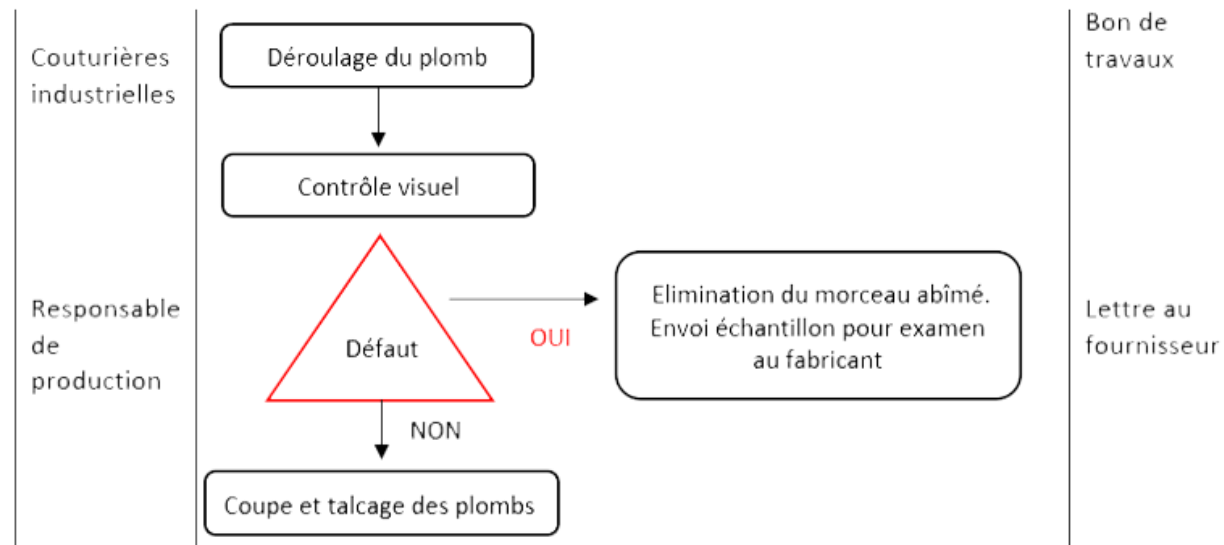 Couturières
industrielles
Déroulage du plomb
Bon de
travaux
Contrôle visuel
Responsable
de
production
Défaut
OUI
Elimination du morceau abîmé.
Envoi échantillon pour examen
au fabricant
Lettre au
fournisseur
NON
Coupe et talcage des plombs